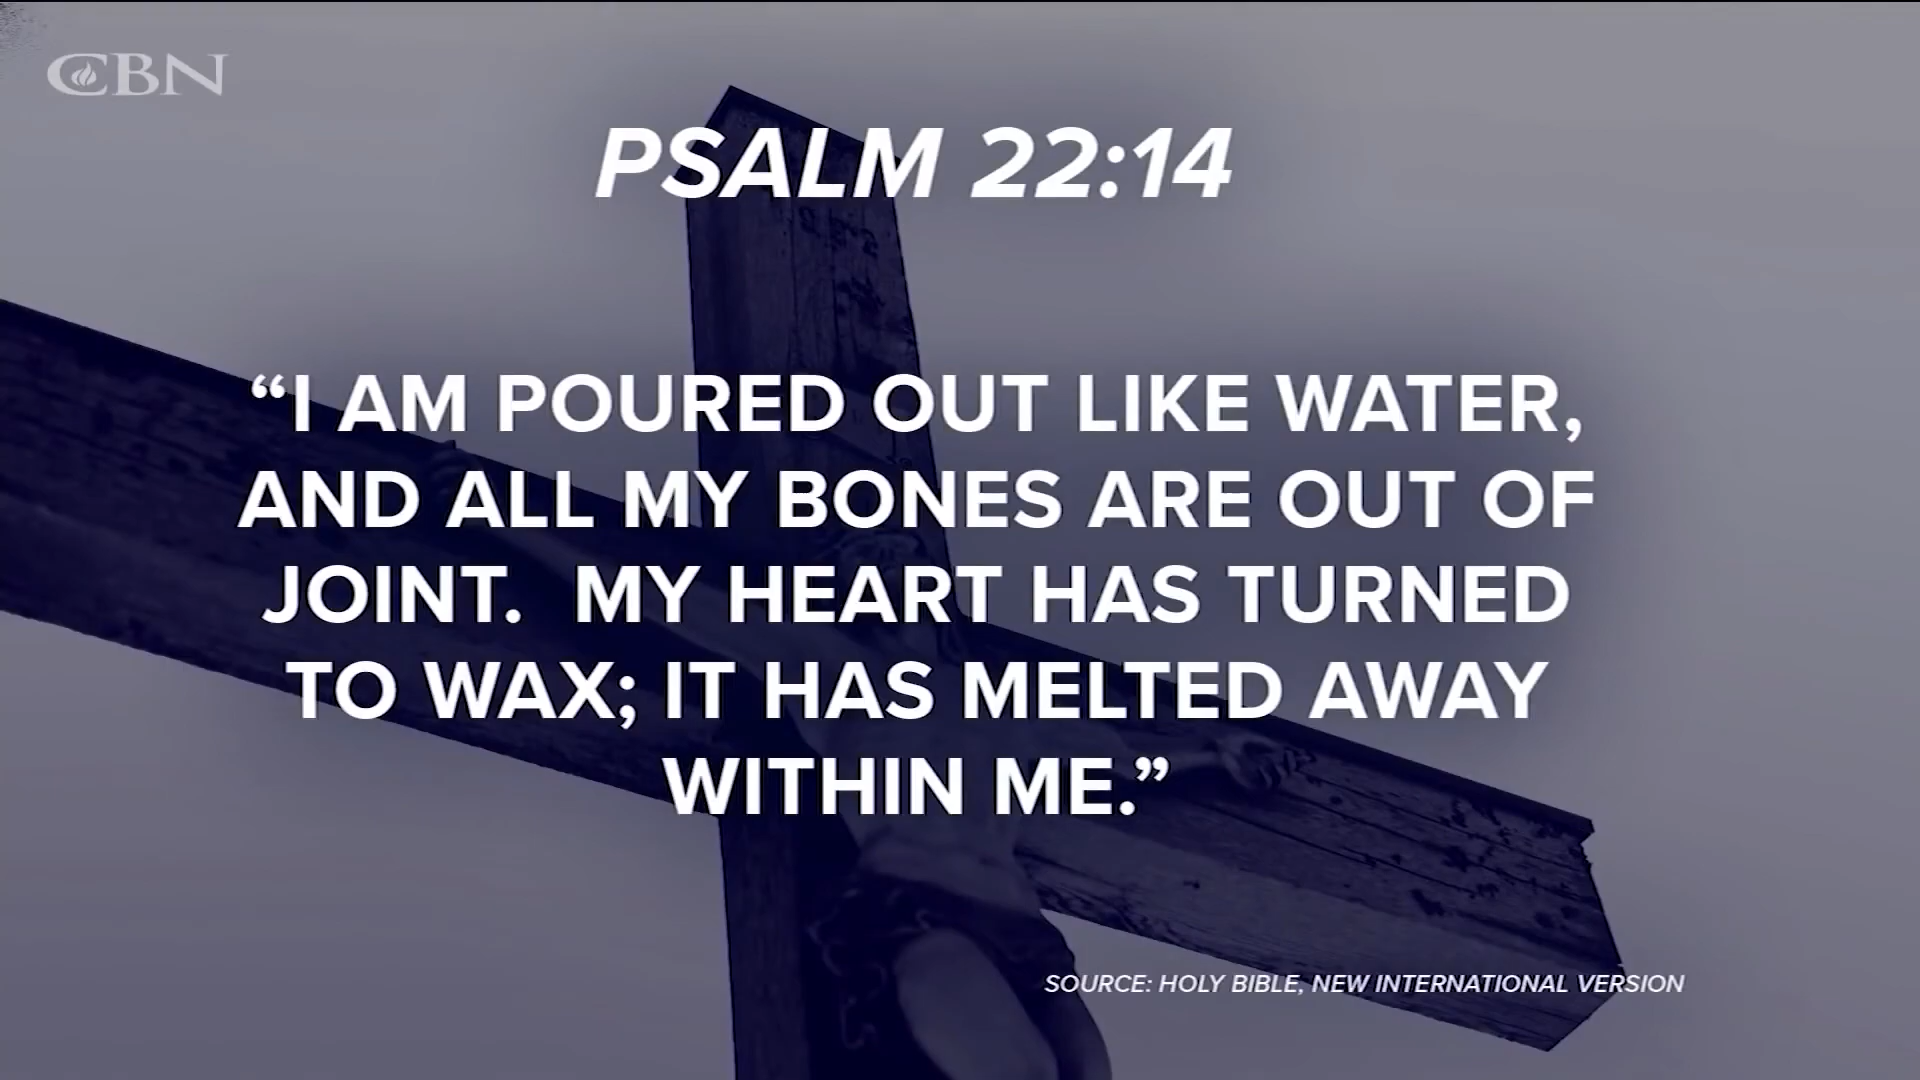 CBN
PSALM 22:14
“I AM POURED OUT LIKE WATER,
AND ALL MY BONES ARE OUT OF
JOINT.  MY HEART HAS TURNED
TO WAX; IT HAS MELTED AWAY
WITHIN ME.”
SOURCE: HOLY BIBLE, NEW INTERNATIONAL VERSION